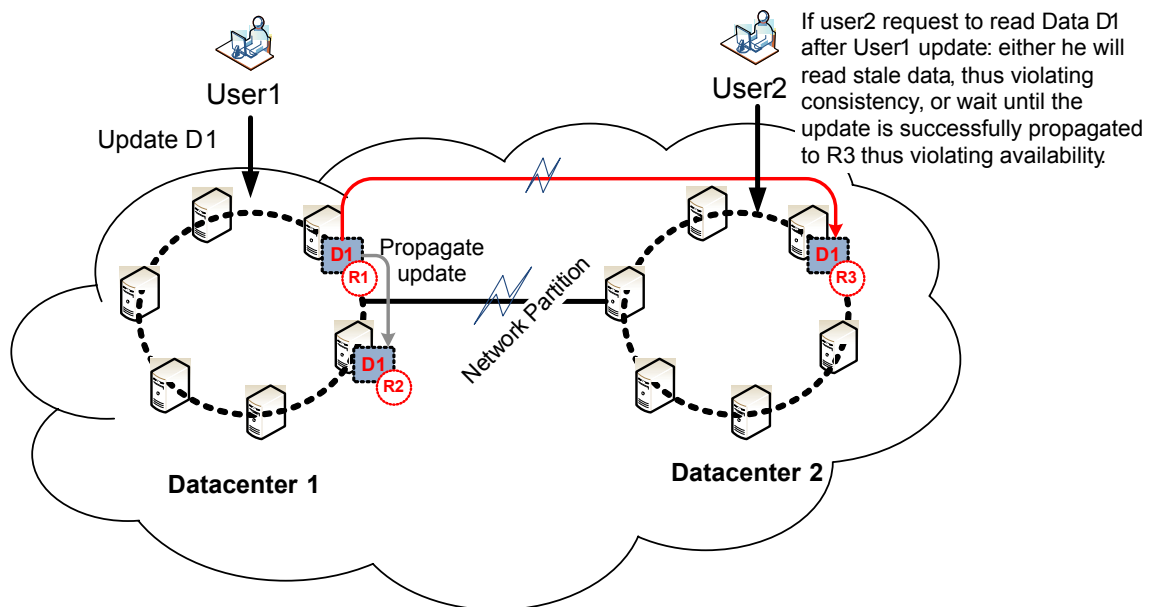 If user2 request to read Data D1
after User1 update: either he will
read stale data, thus violating
consistency, or wait until the
update is successfully propagated
to R3 thus violating availability.
User1
User2
Update D1
D1
R1
Propagate
update
D1
R2
Network Partition
D1
R3
Datacenter 1
Datacenter 2